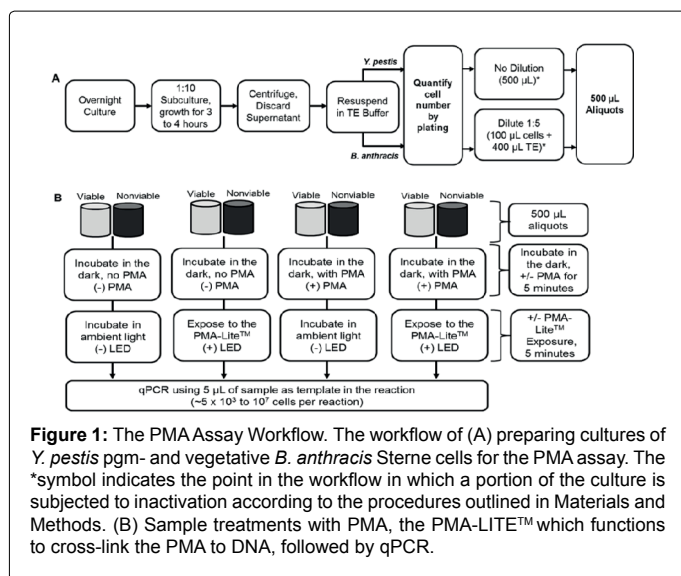 A
Overnight
Culture
1:10
Subculture,
growth for 3
to 4 hours
Centrifuge,
Discard
Supernatant
Resuspend
in TE Buffer
Y. pestis
B. anthracis
Quantify
cell
number
by
plating
No Dilution
(500 µL)*
Dilute 1:5
(100 µL cells +
400 µL TE)*
500 µL
Aliquots
B
Viable Nonviable
Viable Nonviable
Viable Nonviable
Viable Nonviable
500 µL
aliquots
Incubate in the
dark, no PMA
(-) PMA
Incubate in the
dark, no PMA
(-) PMA
Incubate in the
dark, with PMA
(+) PMA
Incubate in the
dark, with PMA
(+) PMA
Incubate in
the dark,
+/- PMA for
5 minutes
Incubate in
ambient light
(-) LED
Expose to the
PMA-Lite™
(+) LED
Incubate in
ambient light
(-) LED
Expose to the
PMA-Lite™
(+) LED
+/- PMA-
Lite™
Exposure,
5 minutes
qPCR using 5 µL of sample as template in the reaction
(~5 x 10³ to 10⁷ cells per reaction)
Figure 1: The PMA Assay Workflow. The workflow of (A) preparing cultures of
Y. pestis pgm- and vegetative B. anthracis Sterne cells for the PMA assay. The
*symbol indicates the point in the workflow in which a portion of the culture is
subjected to inactivation according to the procedures outlined in Materials and
Methods. (B) Sample treatments with PMA, the PMA-LITE™ which functions
to cross-link the PMA to DNA, followed by qPCR.